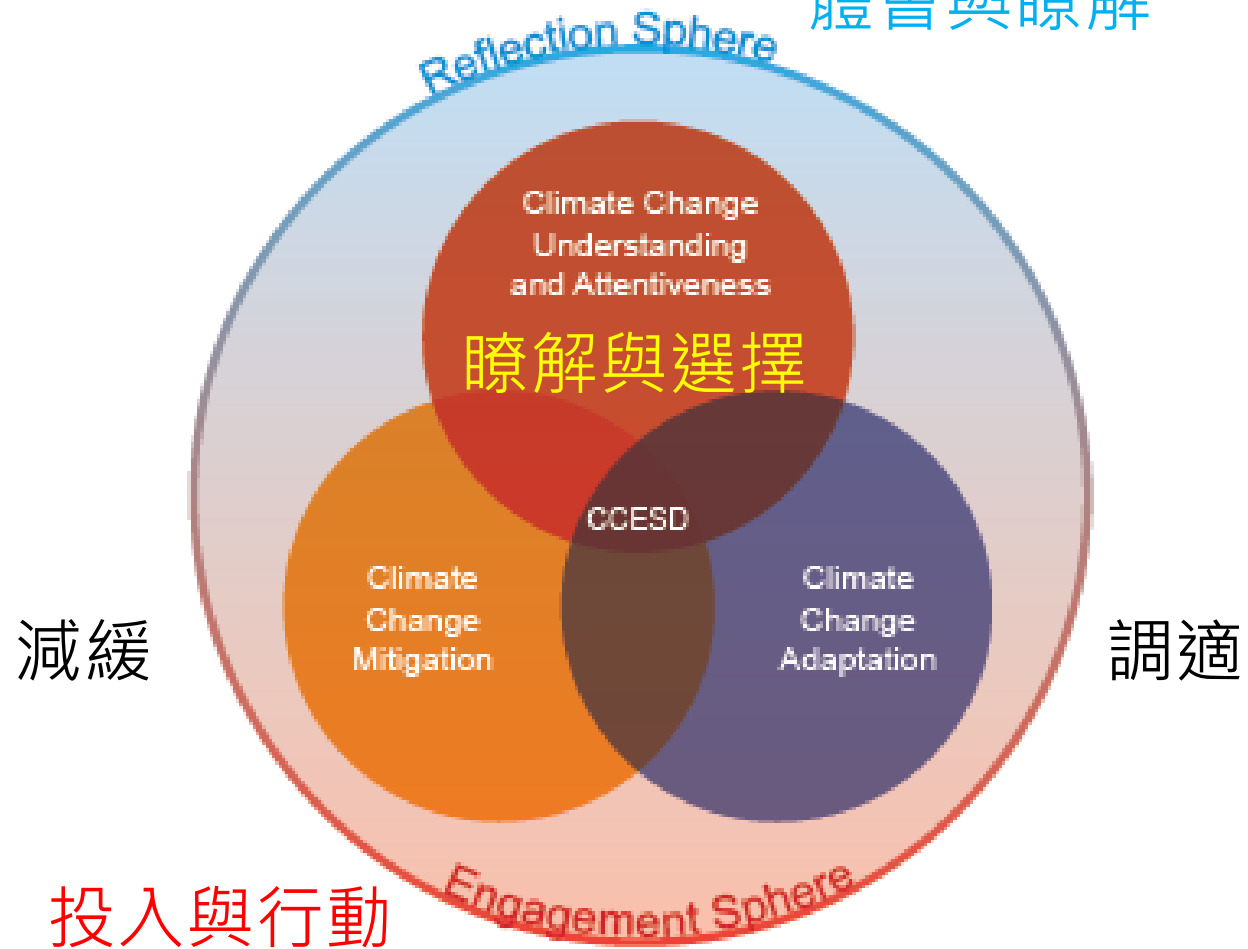 體會與瞭解
Reflection Sphere
Climate Change
Understanding
and Attentiveness
瞭解與選擇
CCESD
Climate
Change
Mitigation
Climate
Change
Adaptation
減緩
調適
投入與行動
Engagement Sphere